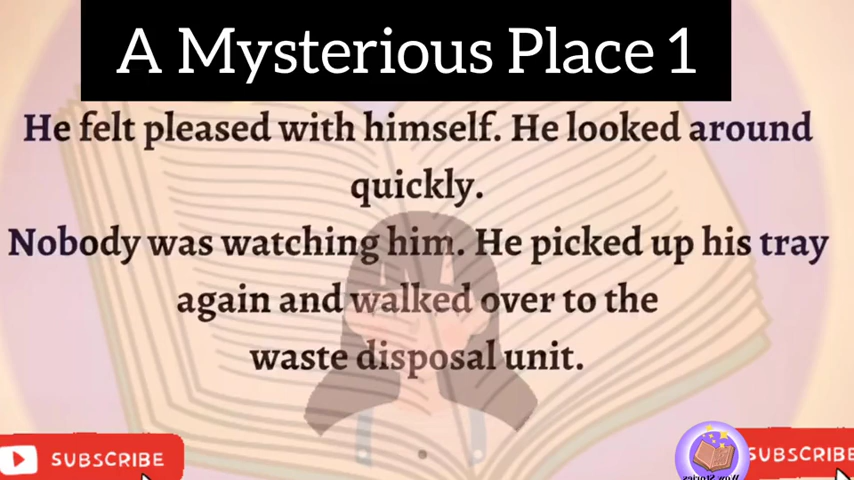 A Mysterious Place 1
He felt pleased with himself. He looked around
quickly.
Nobody was watching him. He picked up his tray
again and walked over to the
waste disposal unit.
SUBSCRIBE
SUBSCRIBE